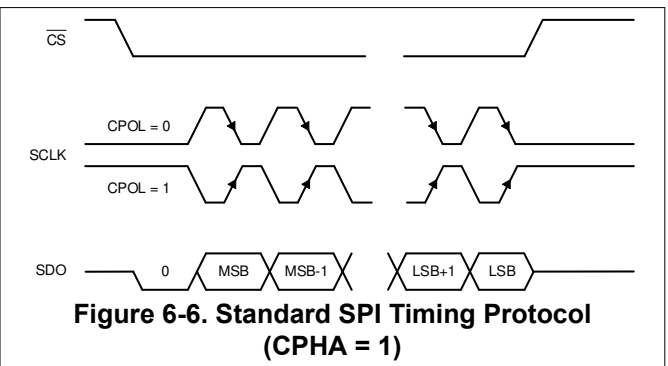 CS
CPOL = 0
SCLK
CPOL = 1
SDO 0 MSB MSB-1 LSB+1 LSB
Figure 6-6. Standard SPI Timing Protocol
(CPHA = 1)